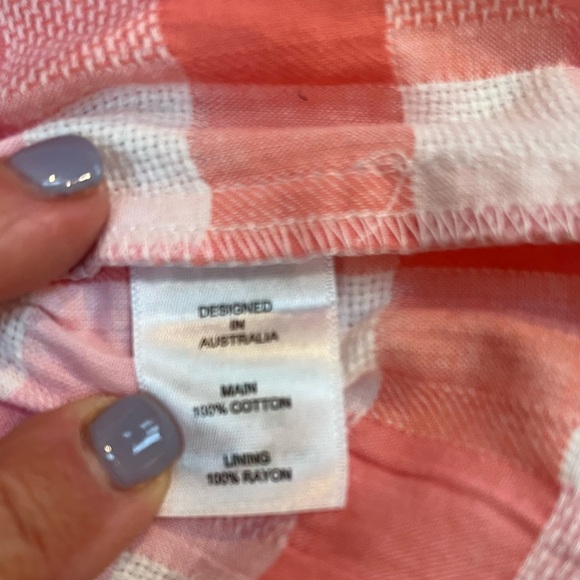 DESIGNED
IN
AUSTRALIA
MAIN
100% COTTON
LINING
100% RAYON